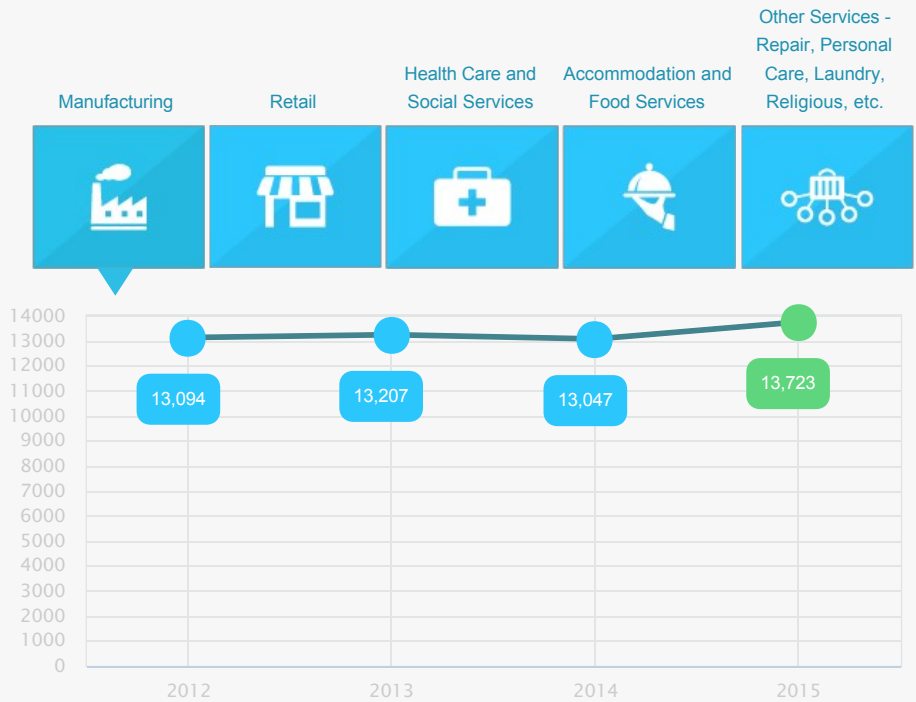 Manufacturing
Retail
Health Care and
Social Services
Accommodation and
Food Services
Other Services -
Repair, Personal
Care, Laundry,
Religious, etc.
14000
13000
12000
11000
10000
9000
8000
7000
6000
5000
4000
3000
2000
1000
0
13,094
13,207
13,047
13,723
2012
2013
2014
2015